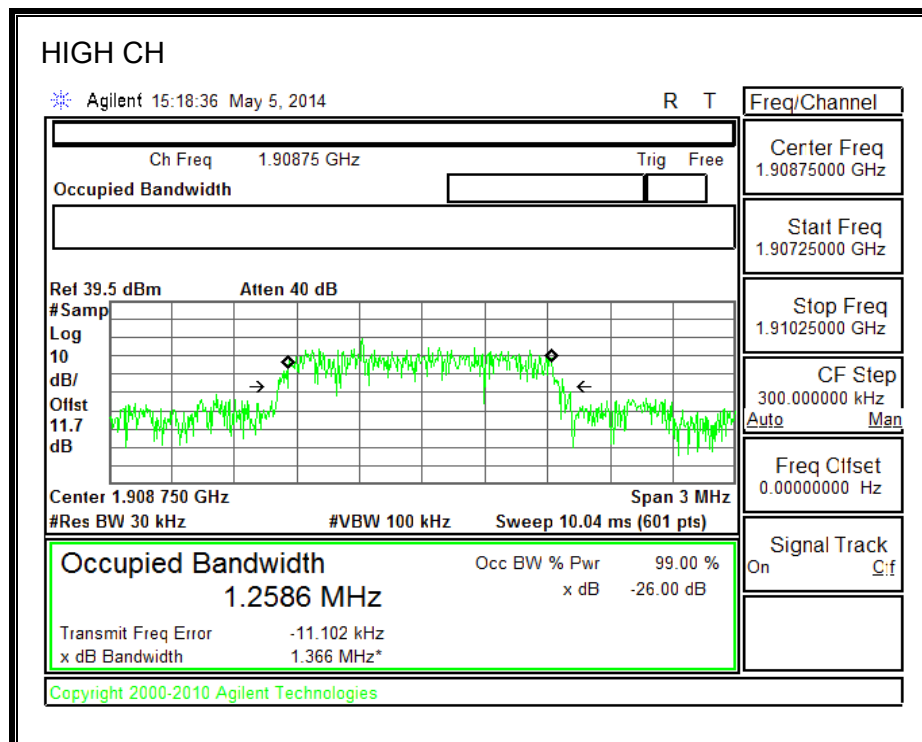 HIGH CH
Agilent 15:18:36 May 5, 2014 R T
Freq/Channel
Ch Freq 1.90875 GHz Trig Free
Occupied Bandwidth
Center Freq
1.90875000 GHz
Start Freq
1.90725000 GHz
Stop Freq
1.91025000 GHz
CF Step
300.000000 kHz
Auto Man
Freq Offset
0.00000000 Hz
Signal Track
On Off
Ref 39.5 dBm Atten 40 dB
#Samp
Log
10
dB/
Offst
11.7
dB
Center 1.908 750 GHz Span 3 MHz
#Res BW 30 kHz #VBW 100 kHz Sweep 10.04 ms (601 pts)
Occupied Bandwidth Occ BW % Pwr 99.00 %
1.2586 MHz x dB -26.00 dB
Transmit Freq Error -11.102 kHz
x dB Bandwidth 1.366 MHz*
Copyright 2000-2010 Agilent Technologies